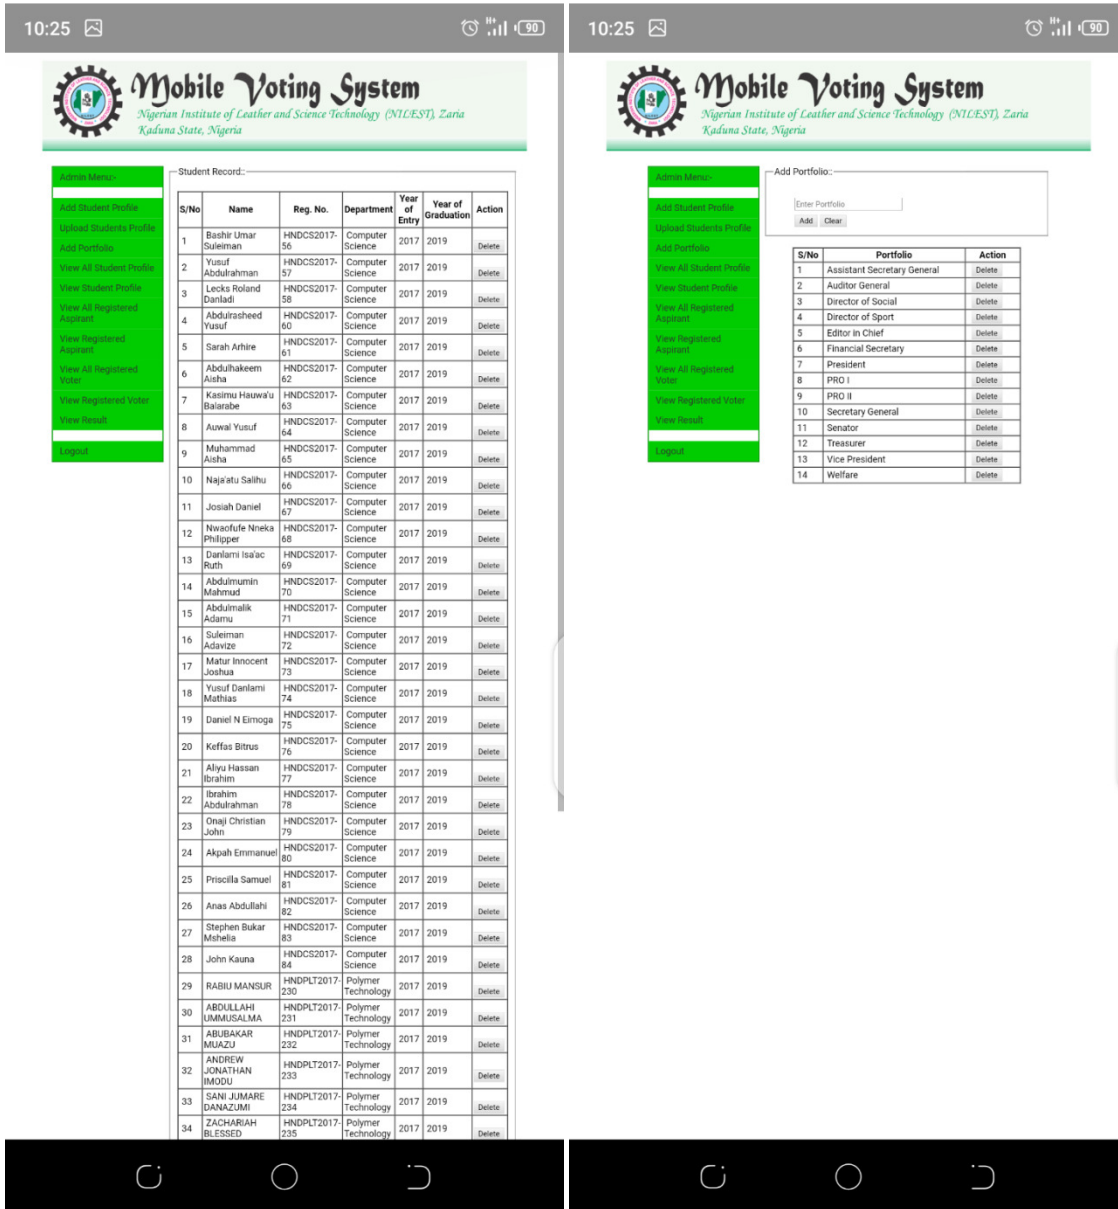 10:25
H+
90
Mobile Voting System
Nigerian Institute of Leather and Science Technology (NILEST), Zaria
Kaduna State, Nigeria
Admin Menu:-
Add Student Profile
Upload Students Profile
Add Portfolio
View All Student Profile
View Student Profile
View All Registered
Aspirant
View Registered
Aspirant
View All Registered
Voter
View Registered Voter
View Result
Logout
Student Record::
S/No Name Reg. No. Department Year of Entry Year of Graduation Action
1 Bashir Umar Suleiman HNDCS2017-56 Computer Science 2017 2019 Delete
2 Yusuf Abdulrahman HNDCS2017-57 Computer Science 2017 2019 Delete
3 Lecks Roland Danladi HNDCS2017-58 Computer Science 2017 2019 Delete
4 Abdulrasheed Yusuf HNDCS2017-60 Computer Science 2017 2019 Delete
5 Sarah Arhire HNDCS2017-61 Computer Science 2017 2019 Delete
6 Abdulhakeem Aisha HNDCS2017-62 Computer Science 2017 2019 Delete
7 Kasimu Hauwa'u Balarabe HNDCS2017-63 Computer Science 2017 2019 Delete
8 Auwal Yusuf HNDCS2017-64 Computer Science 2017 2019 Delete
9 Muhammad Aisha HNDCS2017-65 Computer Science 2017 2019 Delete
10 Naja'atu Salihu HNDCS2017-66 Computer Science 2017 2019 Delete
11 Josiah Daniel HNDCS2017-67 Computer Science 2017 2019 Delete
12 Nwaofufe Nneka Philipper HNDCS2017-68 Computer Science 2017 2019 Delete
13 Danlami Isa'ac Ruth HNDCS2017-69 Computer Science 2017 2019 Delete
14 Abdulmumin Mahmud HNDCS2017-70 Computer Science 2017 2019 Delete
15 Abdulmalik Adamu HNDCS2017-71 Computer Science 2017 2019 Delete
16 Suleiman Adavize HNDCS2017-72 Computer Science 2017 2019 Delete
17 Matur Innocent Joshua HNDCS2017-73 Computer Science 2017 2019 Delete
18 Yusuf Danlami Mathias HNDCS2017-74 Computer Science 2017 2019 Delete
19 Daniel N Eimoga HNDCS2017-75 Computer Science 2017 2019 Delete
20 Keffas Bitrus HNDCS2017-76 Computer Science 2017 2019 Delete
21 Aliyu Hassan Ibrahim HNDCS2017-77 Computer Science 2017 2019 Delete
22 Ibrahim Abdulrahman HNDCS2017-78 Computer Science 2017 2019 Delete
23 Onaji Christian John HNDCS2017-79 Computer Science 2017 2019 Delete
24 Akpah Emmanuel HNDCS2017-80 Computer Science 2017 2019 Delete
25 Priscilla Samuel HNDCS2017-81 Computer Science 2017 2019 Delete
26 Anas Abdullahi HNDCS2017-82 Computer Science 2017 2019 Delete
27 Stephen Bukar Mshelia HNDCS2017-83 Computer Science 2017 2019 Delete
28 John Kauna HNDCS2017-84 Computer Science 2017 2019 Delete
29 RABIU MANSUR HNDPLT2017-230 Polymer Technology 2017 2019 Delete
30 ABDULLAHI UMMUSALMA HNDPLT2017-231 Polymer Technology 2017 2019 Delete
31 ABUBAKAR MUAZU HNDPLT2017-232 Polymer Technology 2017 2019 Delete
32 ANDREW JONATHAN IMODU HNDPLT2017-233 Polymer Technology 2017 2019 Delete
33 SANI JUMARE DANAZUMI HNDPLT2017-234 Polymer Technology 2017 2019 Delete
34 ZACHARIAH BLESSED HNDPLT2017-235 Polymer Technology 2017 2019 Delete
10:25
H+
90
Mobile Voting System
Nigerian Institute of Leather and Science Technology (NILEST), Zaria
Kaduna State, Nigeria
Admin Menu:-
Add Student Profile
Upload Students Profile
Add Portfolio
View All Student Profile
View Student Profile
View All Registered
Aspirant
View Registered
Aspirant
View All Registered
Voter
View Registered Voter
View Result
Logout
Add Portfolio::
Enter Portfolio
Add Clear
S/No Portfolio Action
1 Assistant Secretary General Delete
2 Auditor General Delete
3 Director of Social Delete
4 Director of Sport Delete
5 Editor in Chief Delete
6 Financial Secretary Delete
7 President Delete
8 PRO I Delete
9 PRO II Delete
10 Secretary General Delete
11 Senator Delete
12 Treasurer Delete
13 Vice President Delete
14 Welfare Delete